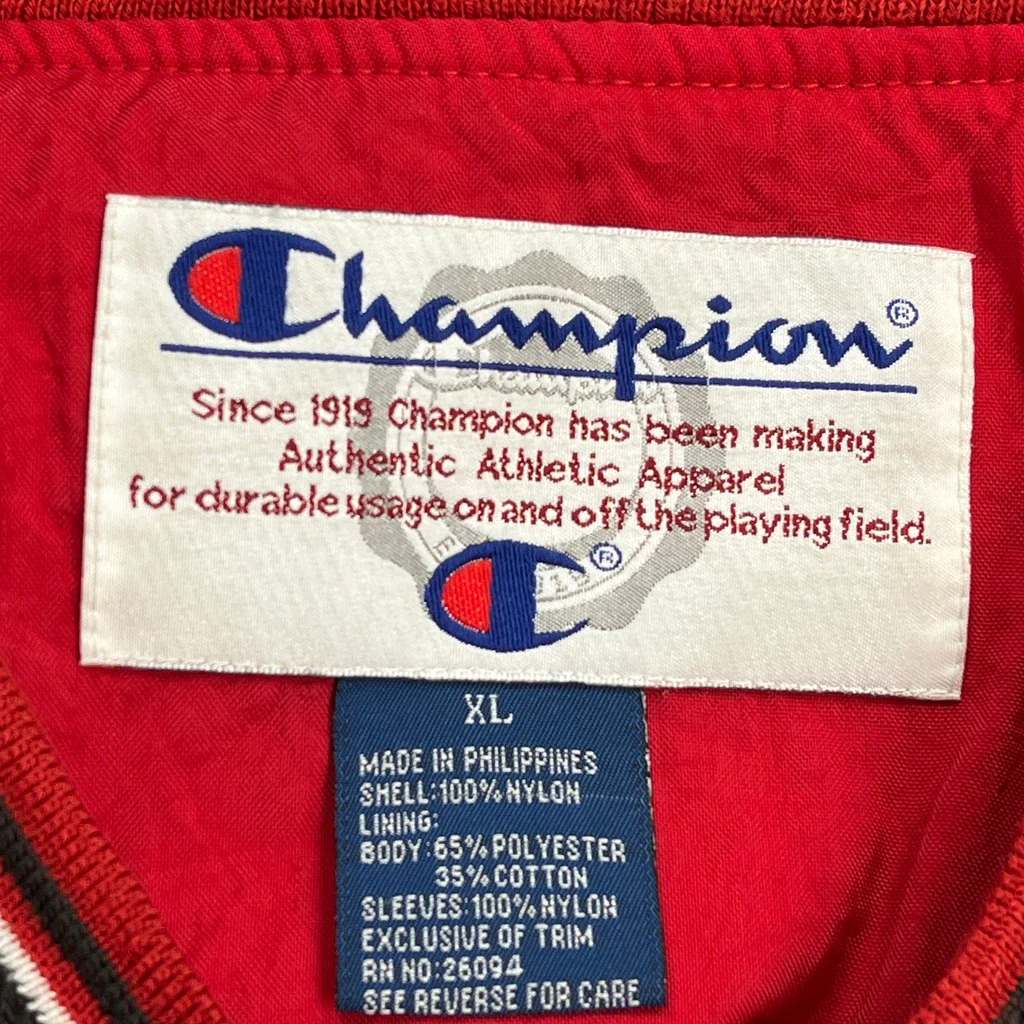 Champion®
Since 1919 Champion has been making
Authentic Athletic Apparel
for durable usage on and off the playing field.
®
XL
MADE IN PHILIPPINES
SHELL:100% NYLON
LINING:
BODY:65% POLYESTER
35% COTTON
SLEEVES:100% NYLON
EXCLUSIVE OF TRIM
RN NO:26094
SEE REVERSE FOR CARE